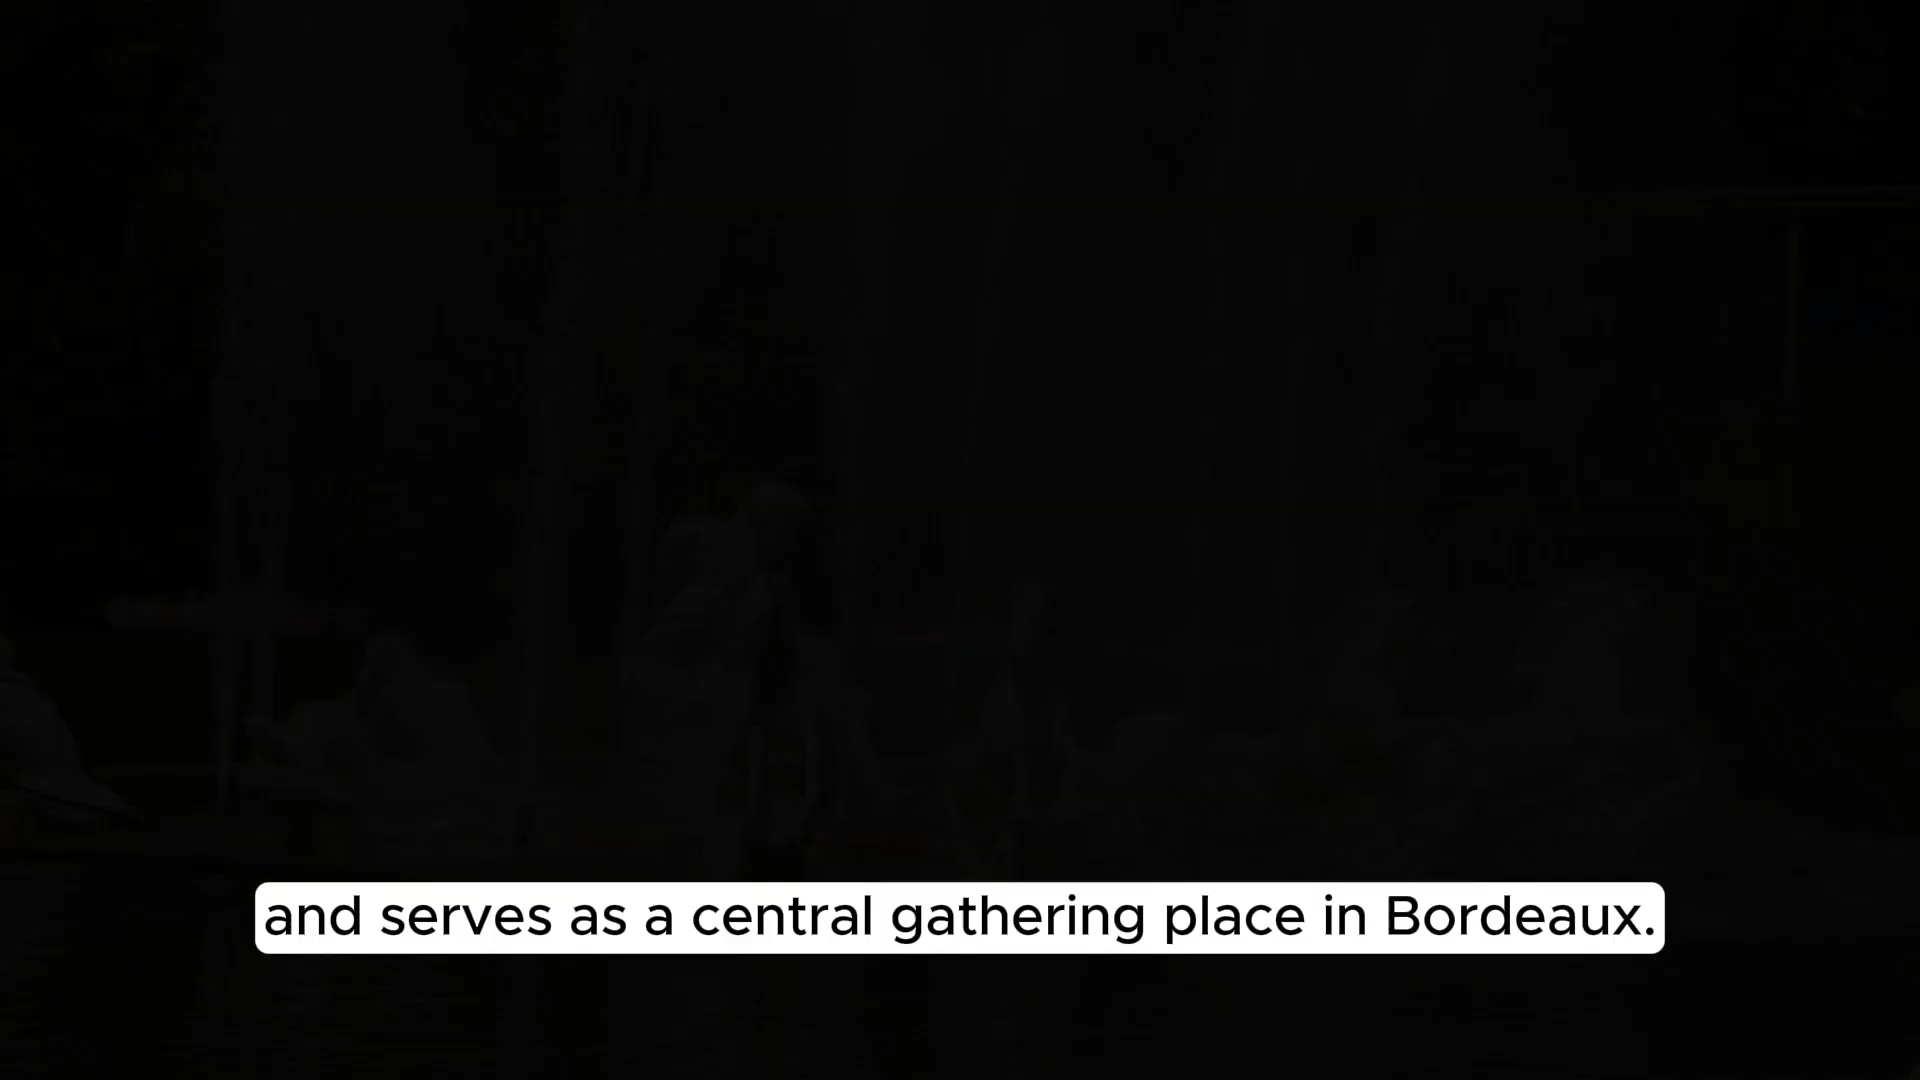 and serves as a central gathering place in Bordeaux.